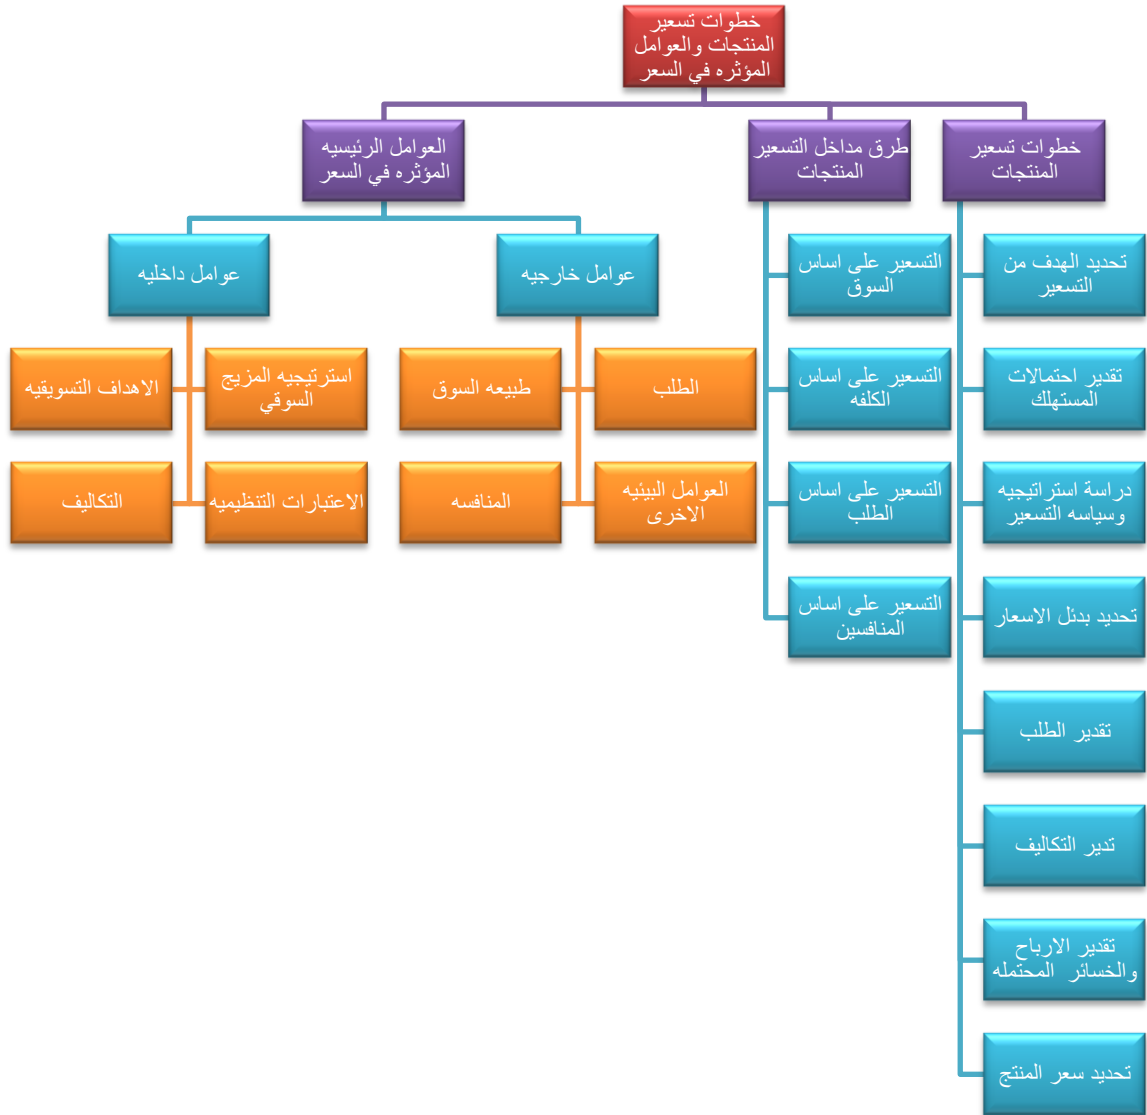 خطوات تسعير
المنتجات والعوامل
المؤثره في السعر
خطوات تسعير
المنتجات
طرق مداخل التسعير
المنتجات
العوامل الرئيسيه
المؤثره في السعر
تحديد الهدف من
التسعير
التسعير على اساس
السوق
عوامل خارجيه
عوامل داخليه
تقدير احتمالات
المستهلك
التسعير على اساس
الكلفه
الطلب
طبيعه السوق
استرتيجيه المزيج
السوقي
الاهداف التسويقيه
دراسة استراتيجيه
وسياسه التسعير
التسعير على اساس
الطلب
العوامل البيئيه
الاخرى
المنافسه
الاعتبارات التنظيميه
التكاليف
تحديد بدئل الاسعار
التسعير على اساس
المنافسين
تقدير الطلب
تدير التكاليف
تقدير الارباح
والخسائر المحتمله
تحديد سعر المنتج